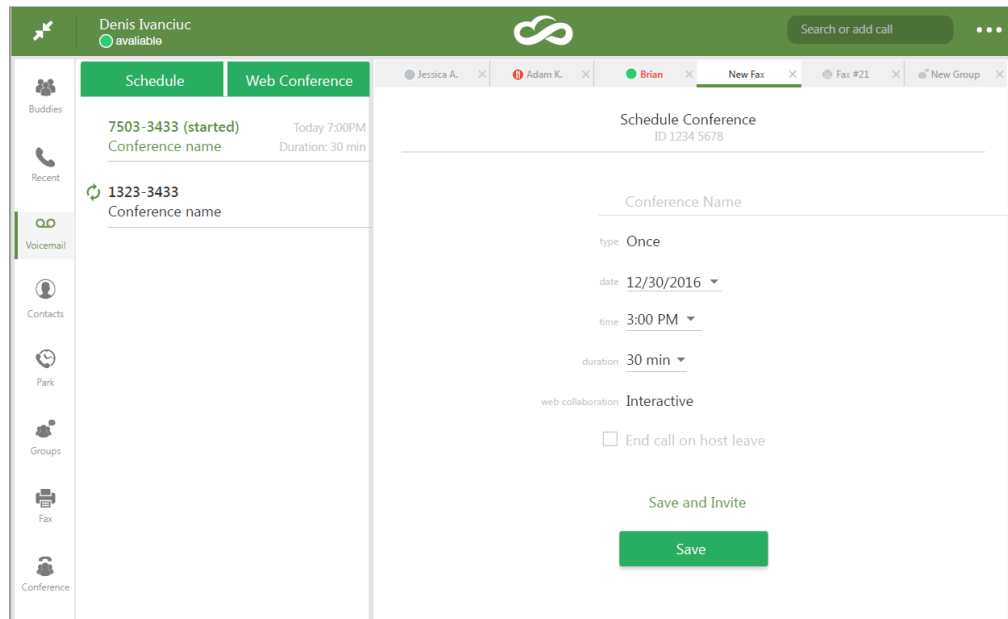 Denis Ivanciuc
avaliable
Search or add call
Buddies
Recent
Voicemail
Contacts
Park
Groups
Fax
Conference
Schedule
Web Conference
7503-3433 (started)
Today 7:00PM
Conference name
Duration: 30 min
1323-3433
Conference name
Jessica A.
Adam K.
Brian
New Fax
Fax #21
New Group
Schedule Conference
ID 1234 5678
Conference Name
type Once
date 12/30/2016
time 3:00 PM
duration 30 min
web collaboration Interactive
End call on host leave
Save and Invite
Save